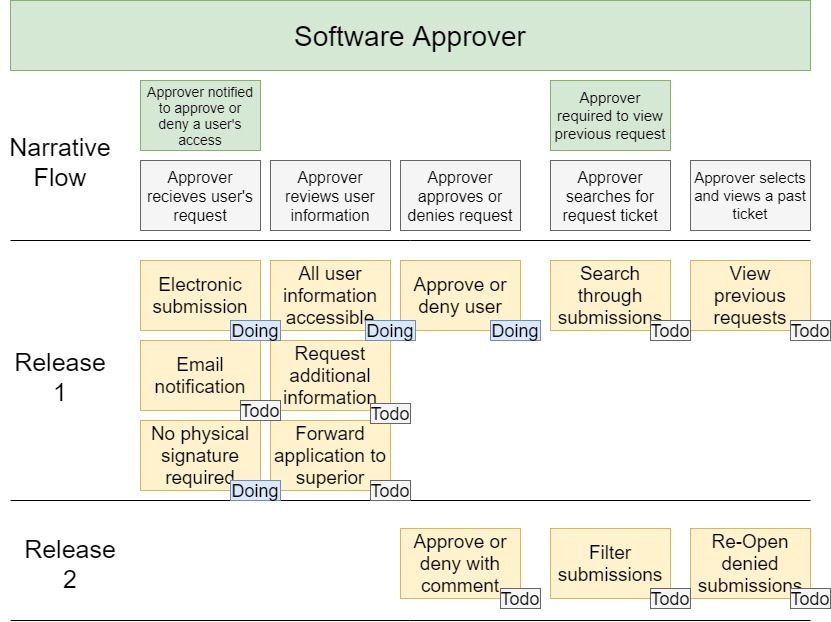 Software Approver
Approver notified
to approve or
deny a user's
access
Approver
required to view
previous request
Narrative
Flow
Approver
recieves user's
request
Approver
reviews user
information
Approver
approves or
denies request
Approver
searches for
request ticket
Approver selects
and views a past
ticket
Release
1
Electronic
submission
Doing
All user
information
accessible
Doing
Approve or
deny user
Doing
Search
through
submissions
Todo
View
previous
requests
Todo
Email
notification
Todo
Request
additional
information
Todo
No physical
signature
required
Doing
Forward
application to
superior
Todo
Release
2
Approve or
deny with
comment
Todo
Filter
submissions
Todo
Re-Open
denied
submissions
Todo